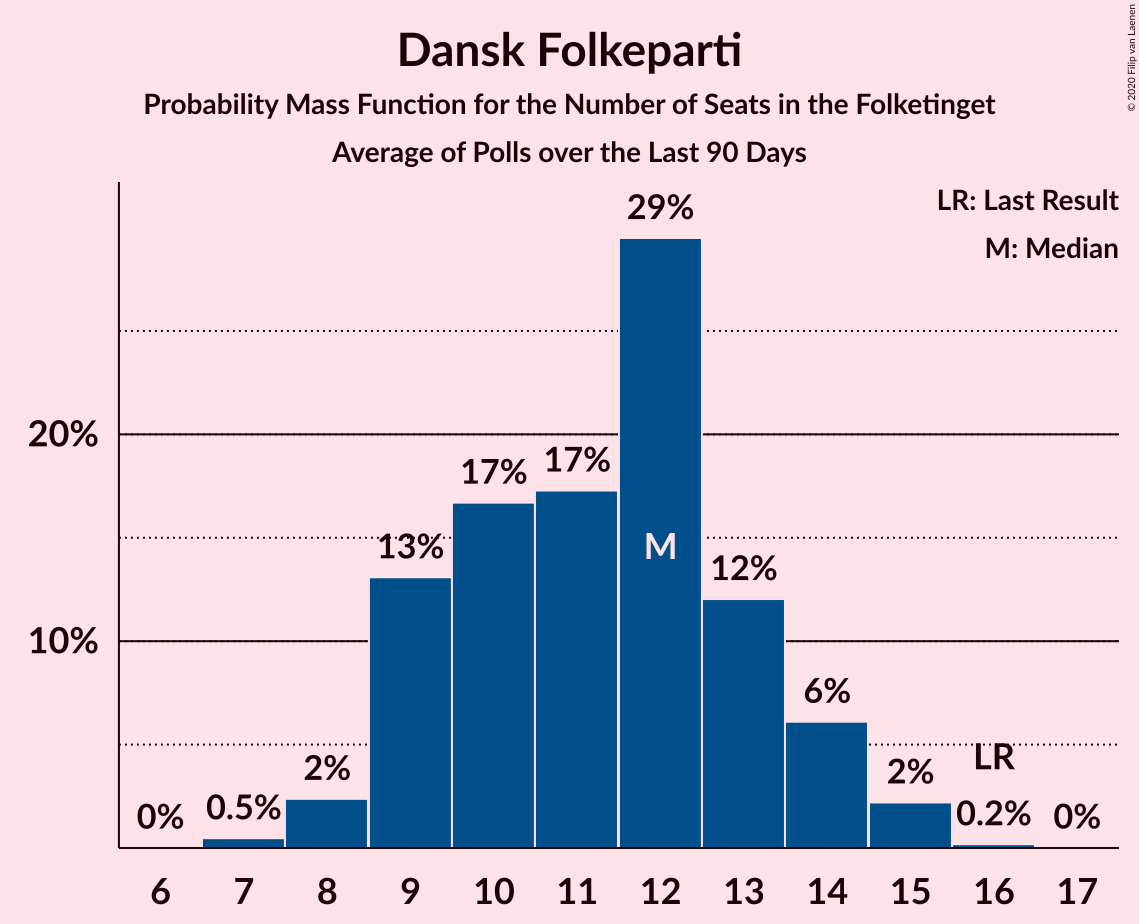 Dansk Folkeparti
Probability Mass Function for the Number of Seats in the Folketinget
Average of Polls over the Last 90 Days
© 2020 Filip van Laenen
LR: Last Result
M: Median
20%
10%
0%
0.5%
2%
13%
17%
17%
29%
M
12%
6%
2%
LR
0.2%
0%
6 7 8 9 10 11 12 13 14 15 16 17